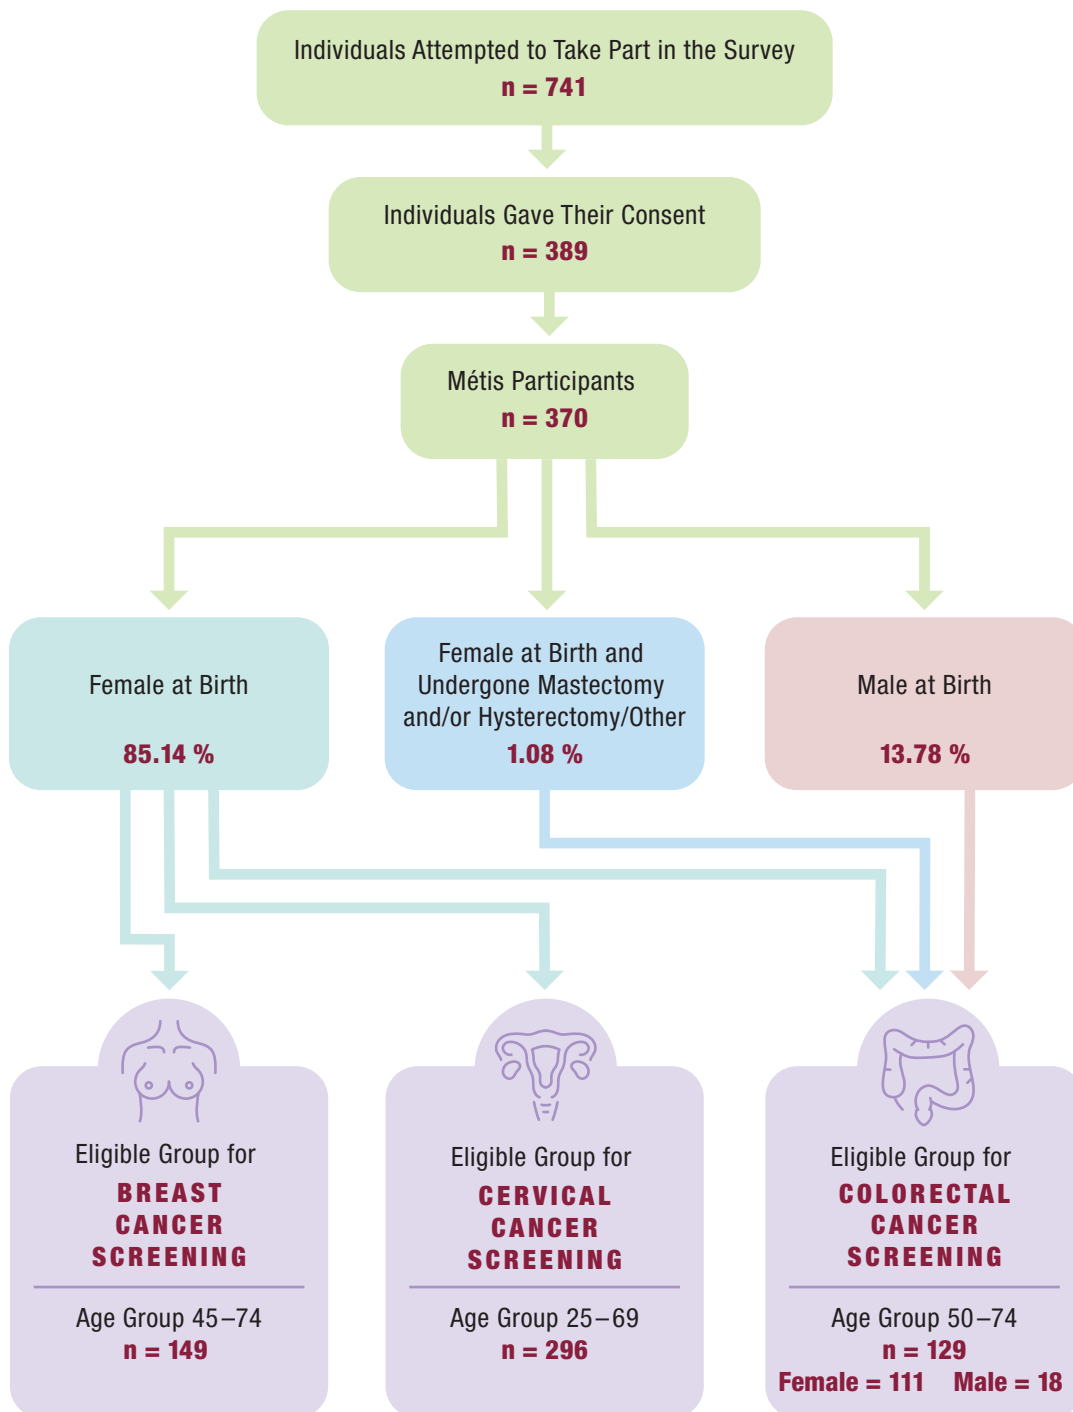 Individuals Attempted to Take Part in the Survey
n = 741
Individuals Gave Their Consent
n = 389
Métis Participants
n = 370
Female at Birth
85.14 %
Female at Birth and
Undergone Mastectomy
and/or Hysterectomy/Other
1.08 %
Male at Birth
13.78 %
Eligible Group for
BREAST
CANCER
SCREENING
Age Group 45–74
n = 149
Eligible Group for
CERVICAL
CANCER
SCREENING
Age Group 25–69
n = 296
Eligible Group for
COLORECTAL
CANCER
SCREENING
Age Group 50–74
n = 129
Female = 111 Male = 18